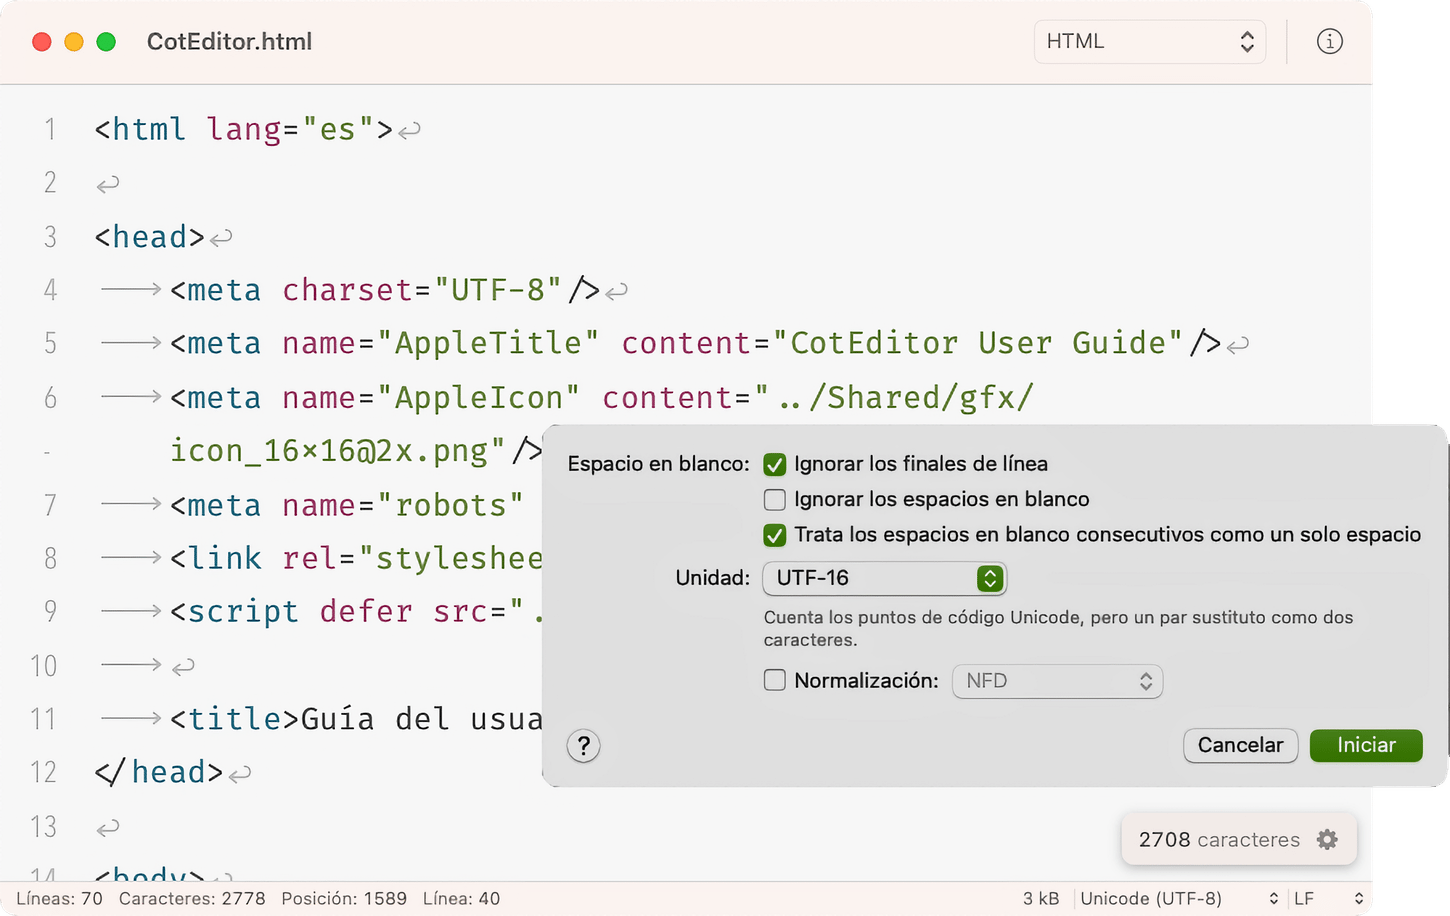 CotEditor.html
HTML
1 <html lang="es">↩
2 ↩
3 <head>↩
4 <meta charset="UTF-8"/>↩
5 <meta name="AppleTitle" content="CotEditor User Guide"/>↩
6 <meta name="AppleIcon" content="../Shared/gfx/
- icon_16×16@2x.png"/>
7 <meta name="robots"
8 <link rel="styleshee
9 <script defer src=".
10 ↩
11 <title>Guía del usua
12 </head>↩
13 ↩
14 <body>↩
Espacio en blanco: Ignorar los finales de línea
Ignorar los espacios en blanco
Trata los espacios en blanco consecutivos como un solo espacio
Unidad: UTF-16
Cuenta los puntos de código Unicode, pero un par sustituto como dos
caracteres.
Normalización: NFD
? Cancelar Iniciar
2708 caracteres
Líneas: 70 Caracteres: 2778 Posición: 1589 Línea: 40 3 kB Unicode (UTF-8) LF